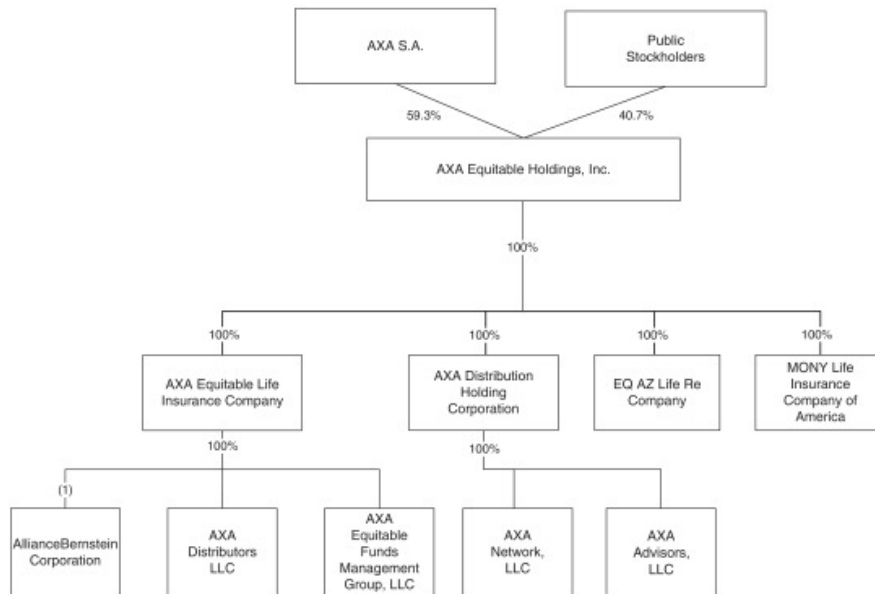 AXA S.A.
Public
Stockholders
59.3%
40.7%
AXA Equitable Holdings, Inc.
100%
100%
100%
100%
100%
AXA Equitable Life
Insurance Company
AXA Distribution
Holding
Corporation
EQ AZ Life Re
Company
MONY Life
Insurance
Company of
America
100%
100%
(1)
AllianceBernstein
Corporation
AXA
Distributors
LLC
AXA
Equitable
Funds
Management
Group, LLC
AXA
Network,
LLC
AXA
Advisors,
LLC